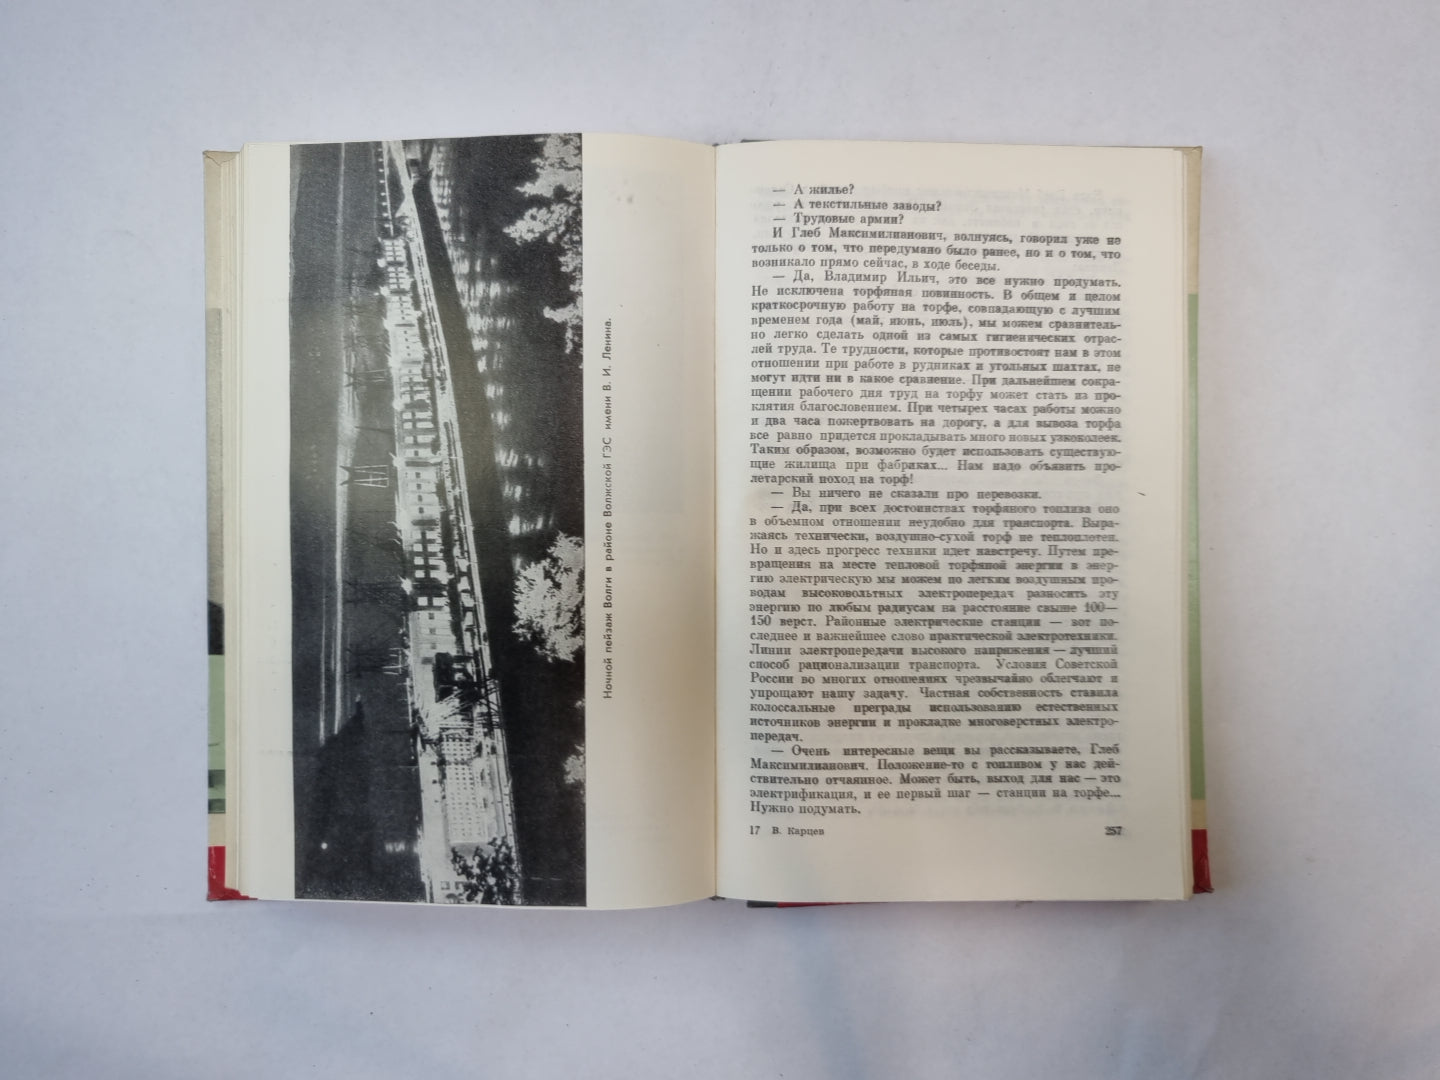 Ночной пейзаж Волги в районе Волжской ГЭС имени В. И. Ленина.
— А жилье?
— А текстильные заводы?
— Трудовые армии?
И Глеб Максимилианович, волнуясь, говорил уже не
только о том, что передумано было ранее, но и о том, что
возникало прямо сейчас, в ходе беседы.
— Да, Владимир Ильич, это все нужно продумать.
Не исключена торфяная повинность. В общем и целом
краткосрочную работу на торфе, совпадающую с лучшим
временем года (май, июнь, июль), мы можем сравнитель-
но легко сделать одной из самых гигиенических отрас-
лей труда. Те трудности, которые противостоят нам в этом
отношении при работе в рудниках и угольных шахтах, не
могут идти ни в какое сравнение. При дальнейшем сокра-
щении рабочего дня труд на торфу может стать из про-
клятия благословением. При четырех часах работы можно
и два часа пожертвовать на дорогу, а для вывоза торфа
все равно придется прокладывать много новых узкоколеек.
Таким образом, возможно будет использовать существую-
щие жилища при фабриках... Нам надо объявить про-
летарский поход на торф!
— Вы ничего не сказали про перевозки.
— Да, при всех достоинствах торфяного топлива оно
в объемном отношении неудобно для транспорта. Выра-
жаясь технически, воздушно-сухой торф не теплоплотен.
Но и здесь прогресс техники идет навстречу. Путем пре-
вращения на месте тепловой торфяной энергии в энер-
гию электрическую мы можем по легким воздушным про-
водам высоковольтных электропередач разносить эту
энергию по любым радиусам на расстояние свыше 100—
150 верст. Районные электрические станции — вот по-
следнее и важнейшее слово практической электротехники.
Линии электропередачи высокого напряжения — лучший
способ рационализации транспорта. Условия Советской
России во многих отношениях чрезвычайно облегчают и
упрощают нашу задачу. Частная собственность ставила
колоссальные преграды использованию естественных
источников энергии и прокладке многоверстных электро-
передач.
— Очень интересные вещи вы рассказываете, Глеб
Максимилианович. Положение-то с топливом у нас дей-
ствительно отчаянное. Может быть, выход для нас — это
электрификация, и ее первый шаг — станции на торфе...
Нужно подумать.
17 В. Карцев 257